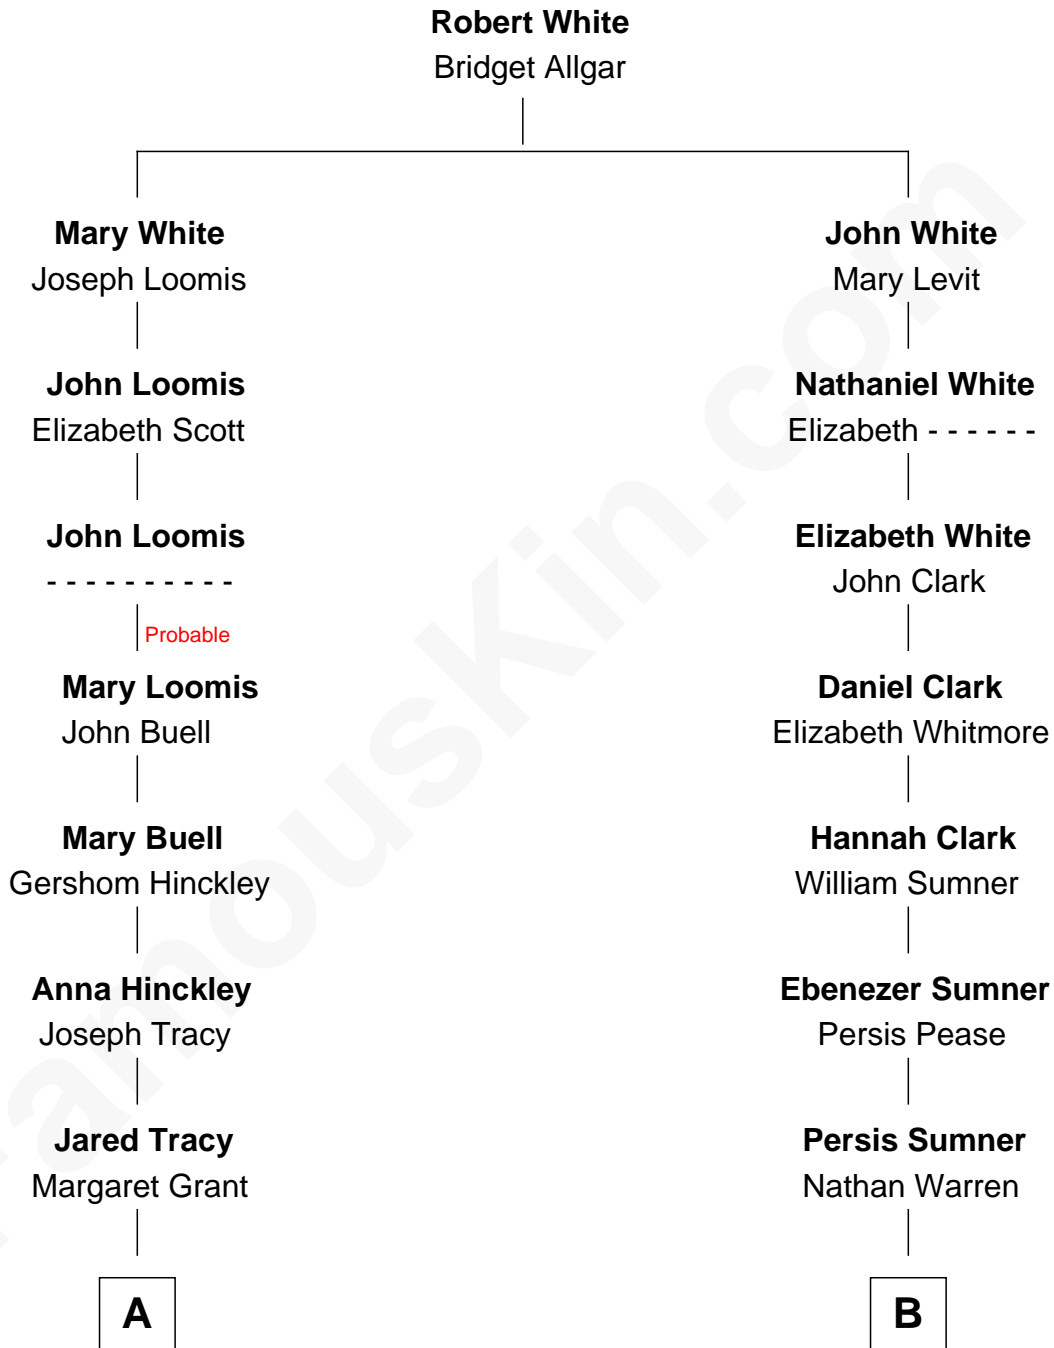 Robert White
Bridget Allgar
Mary White
Joseph Loomis
John White
Mary Levit
John Loomis
Elizabeth Scott
Nathaniel White
Elizabeth - - - - - -
John Loomis
- - - - - - - - - -
Elizabeth White
John Clark
Probable
Mary Loomis
John Buell
Daniel Clark
Elizabeth Whitmore
Mary Buell
Gershom Hinckley
Hannah Clark
William Sumner
Anna Hinckley
Joseph Tracy
Ebenezer Sumner
Persis Pease
Jared Tracy
Margaret Grant
Persis Sumner
Nathan Warren
A
B
FamousKin.com